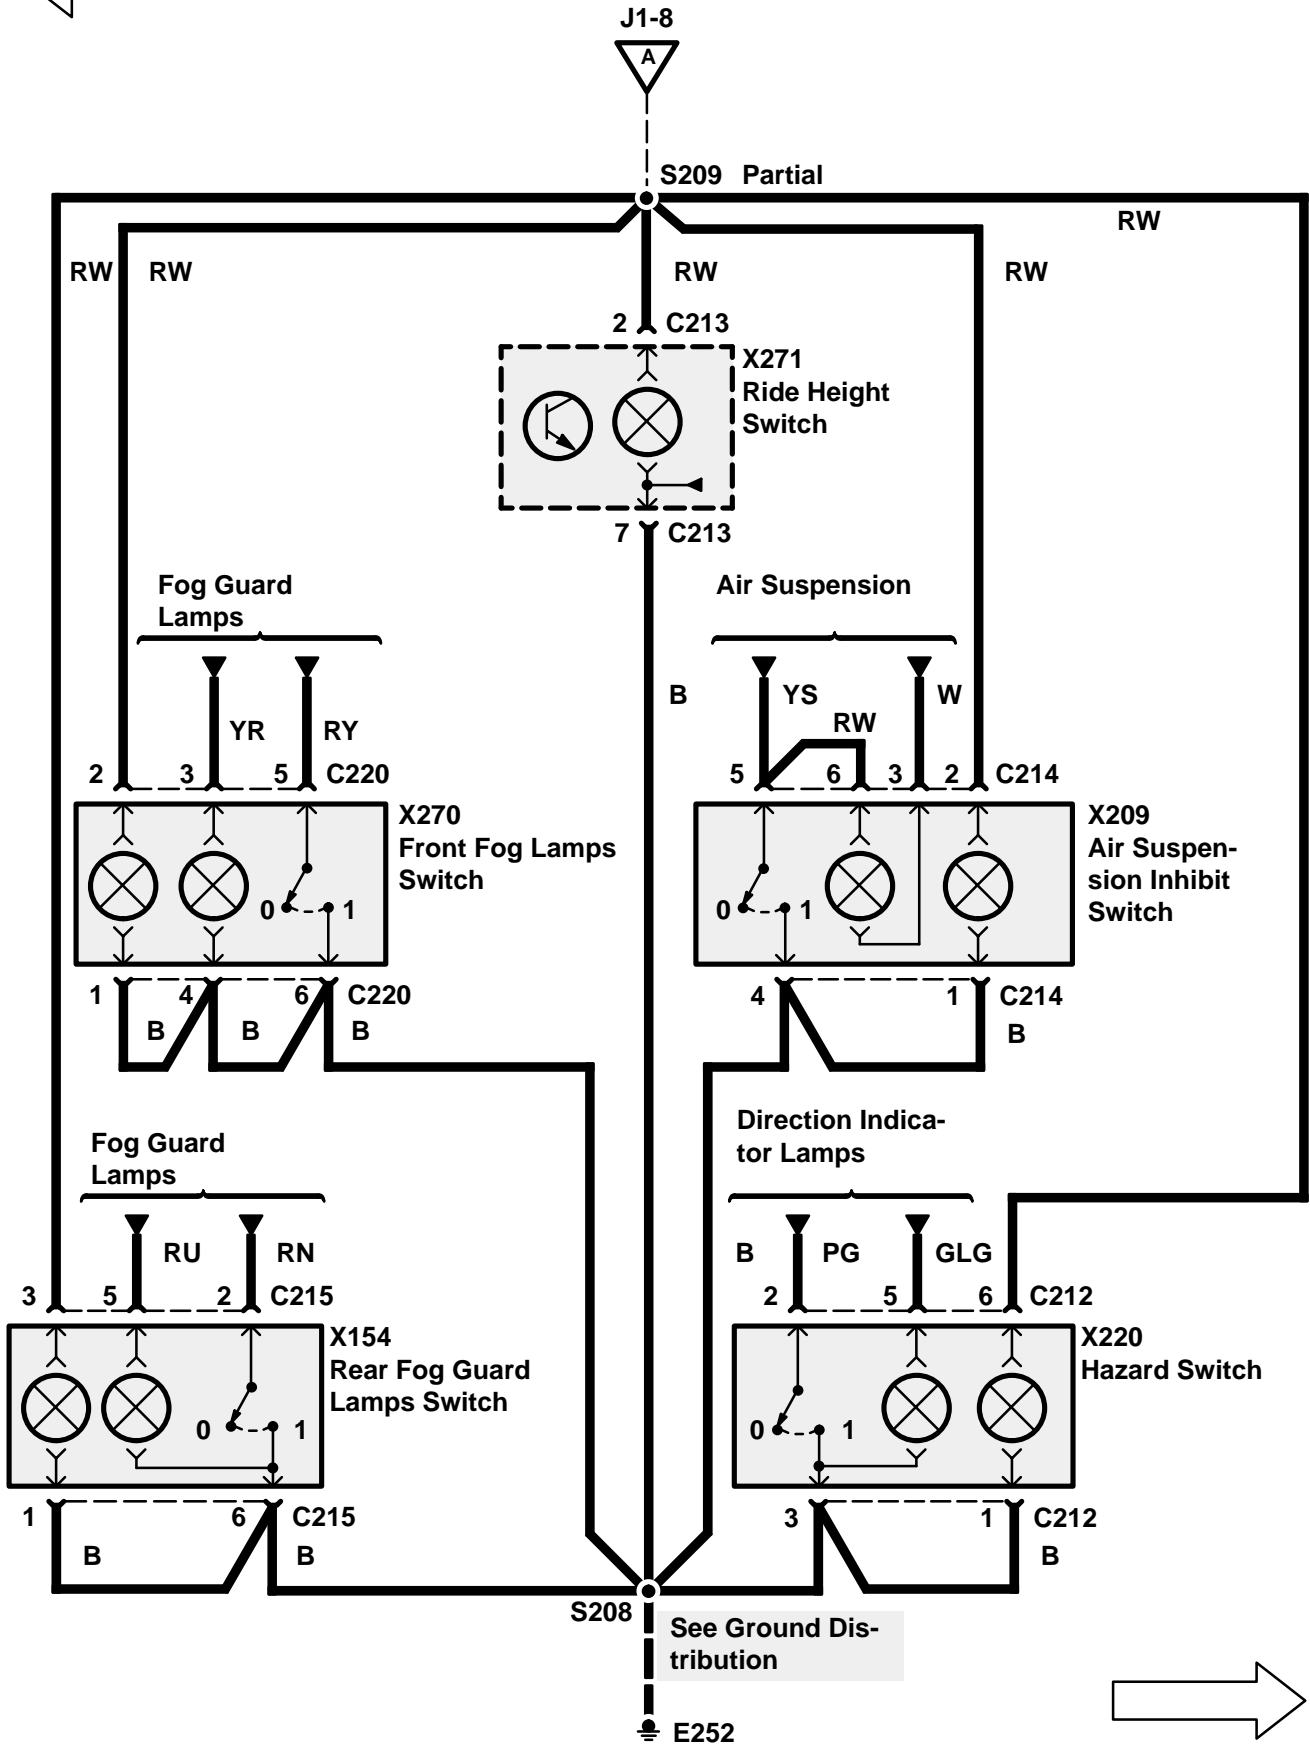 J1-8
A
S209 Partial
RW
RW RW RW RW
2 C213
X271
Ride Height
Switch
7 C213
Fog Guard
Lamps
Air Suspension
B YS W
RW
YR RY
2 3 5 C220
5 6 3 2 C214
X270
Front Fog Lamps
Switch
0 1
X209
Air Suspen-
sion Inhibit
Switch
0 1
1 4 6 C220
B B B
4 1 C214
B
Fog Guard
Lamps
Direction Indica-
tor Lamps
RU RN
B PG GLG
3 5 2 C215
2 5 6 C212
X154
Rear Fog Guard
Lamps Switch
0 1
X220
Hazard Switch
0 1
1 6 C215
B B
3 1 C212
B
S208
See Ground Dis-
tribution
E252